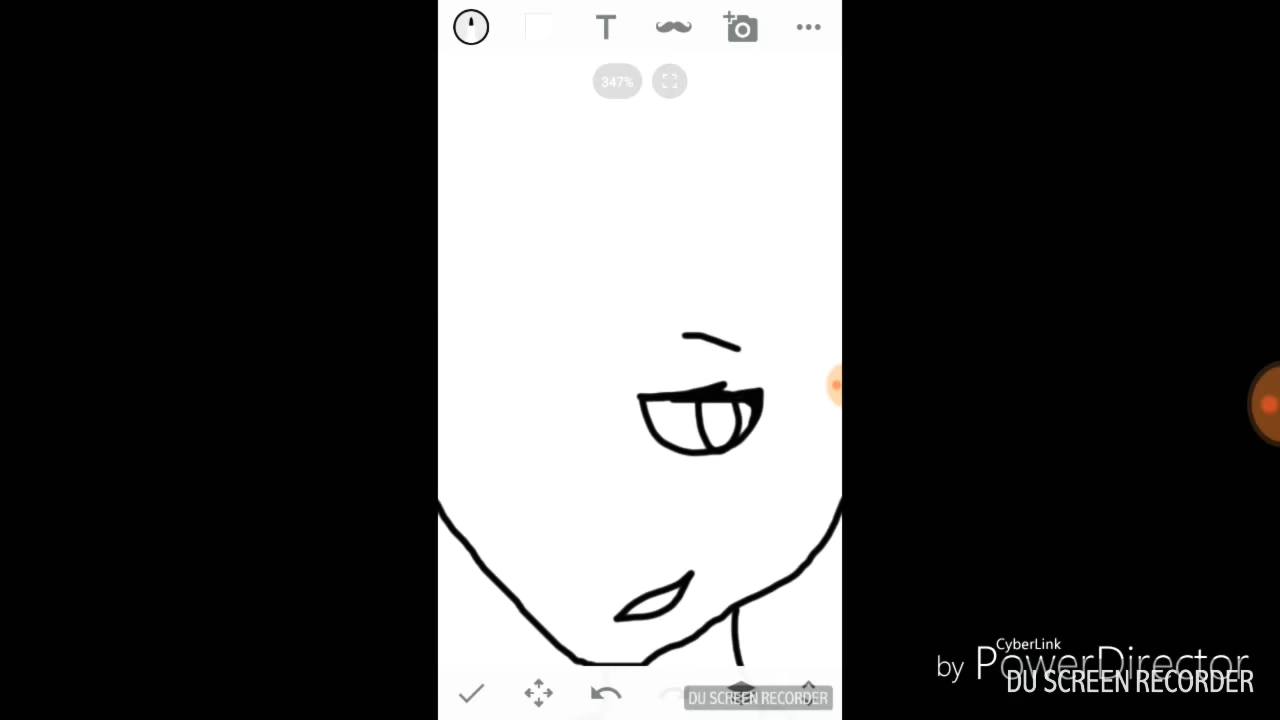 T
347%
CyberLink
by PowerDirector
DU SCREEN RECORDER
DU SCREEN RECORDER